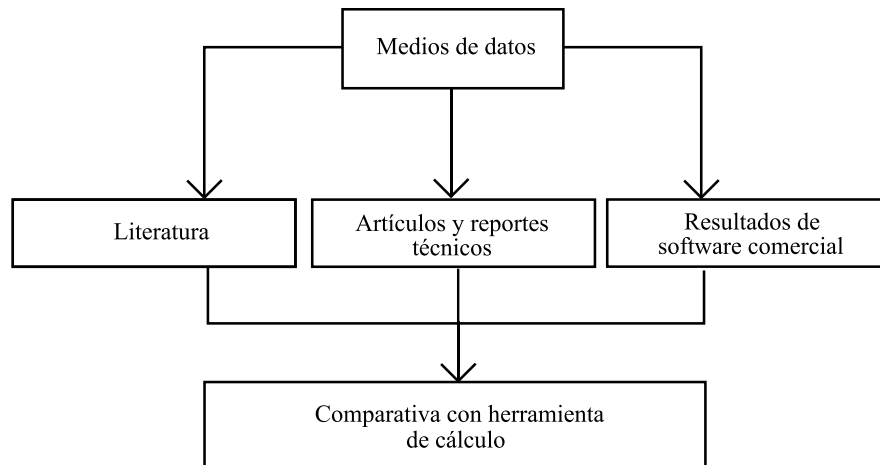 Medios de datos
Literatura
Artículos y reportes
técnicos
Resultados de
software comercial
Comparativa con herramienta
de cálculo